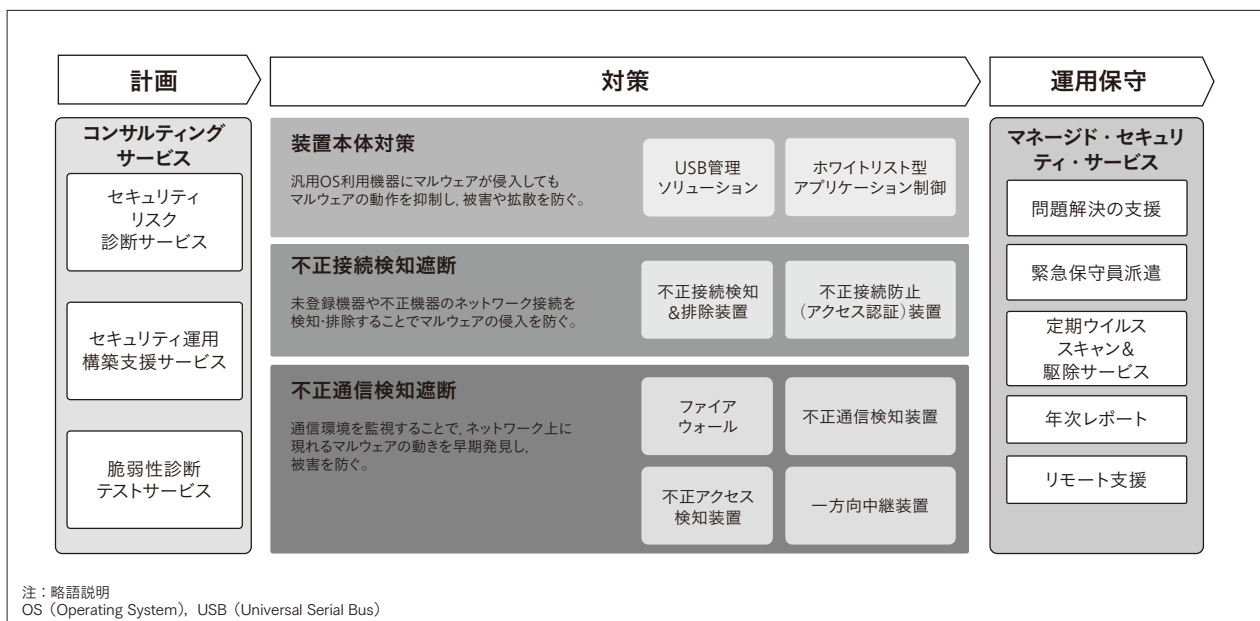 計画
対策
運用保守
コンサルティング
サービス
セキュリティ
リスク
診断サービス
セキュリティ運用
構築支援サービス
脆弱性診断
テストサービス
装置本体対策
汎用OS利用機器にマルウェアが侵入しても
マルウェアの動作を抑制し，被害や拡散を防ぐ。
USB管理
ソリューション
ホワイトリスト型
アプリケーション制御
不正接続検知遮断
未登録機器や不正機器のネットワーク接続を
検知・排除することでマルウェアの侵入を防ぐ。
不正接続検知
&排除装置
不正接続防止
（アクセス認証）装置
不正通信検知遮断
通信環境を監視することで，ネットワーク上に
現れるマルウェアの動きを早期発見し，
被害を防ぐ。
ファイア
ウォール
不正通信検知装置
不正アクセス
検知装置
一方向中継装置
マネージド・セキュリ
ティ・サービス
問題解決の支援
緊急保守員派遣
定期ウイルス
スキャン&
駆除サービス
年次レポート
リモート支援
注：略語説明
OS（Operating System），USB（Universal Serial Bus）